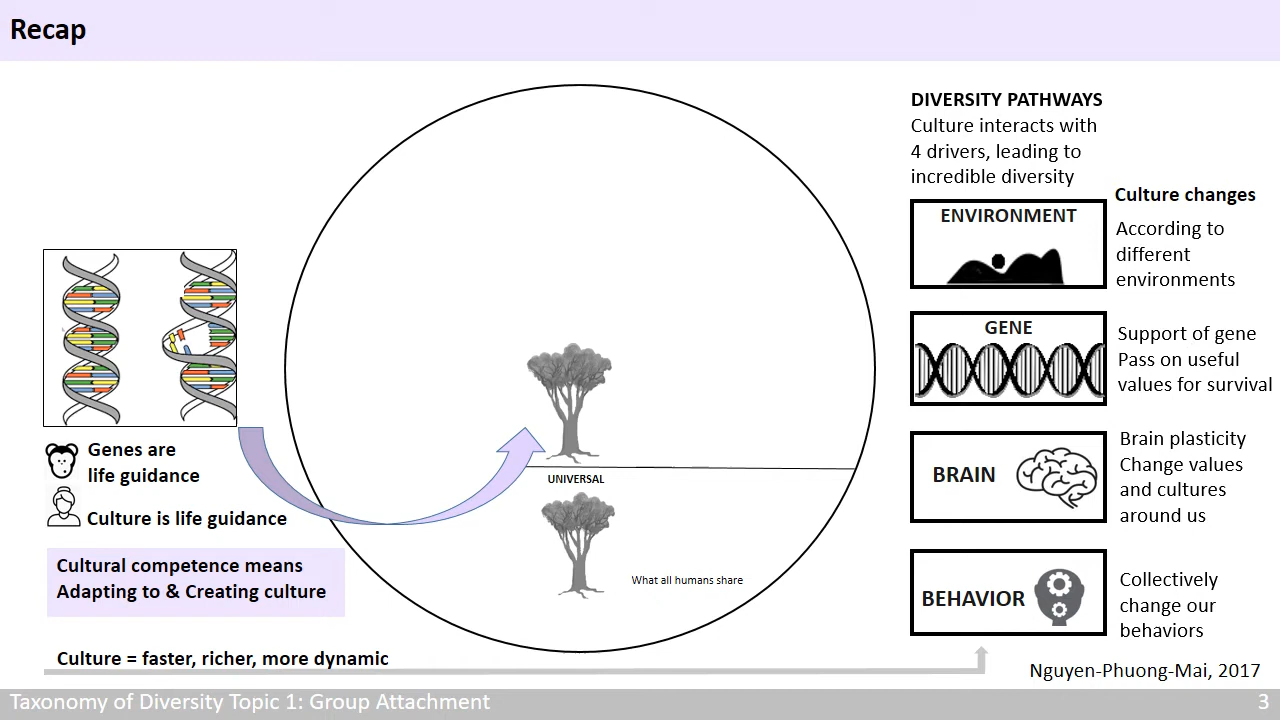 Recap
Genes are
life guidance
Culture is life guidance
Cultural competence means
Adapting to & Creating culture
Culture = faster, richer, more dynamic
UNIVERSAL
What all humans share
DIVERSITY PATHWAYS
Culture interacts with
4 drivers, leading to
incredible diversity
Culture changes
ENVIRONMENT
According to
different
environments
GENE
Support of gene
Pass on useful
values for survival
BRAIN
Brain plasticity
Change values
and cultures
around us
BEHAVIOR
Collectively
change our
behaviors
Nguyen-Phuong-Mai, 2017
Taxonomy of Diversity Topic 1: Group Attachment
3